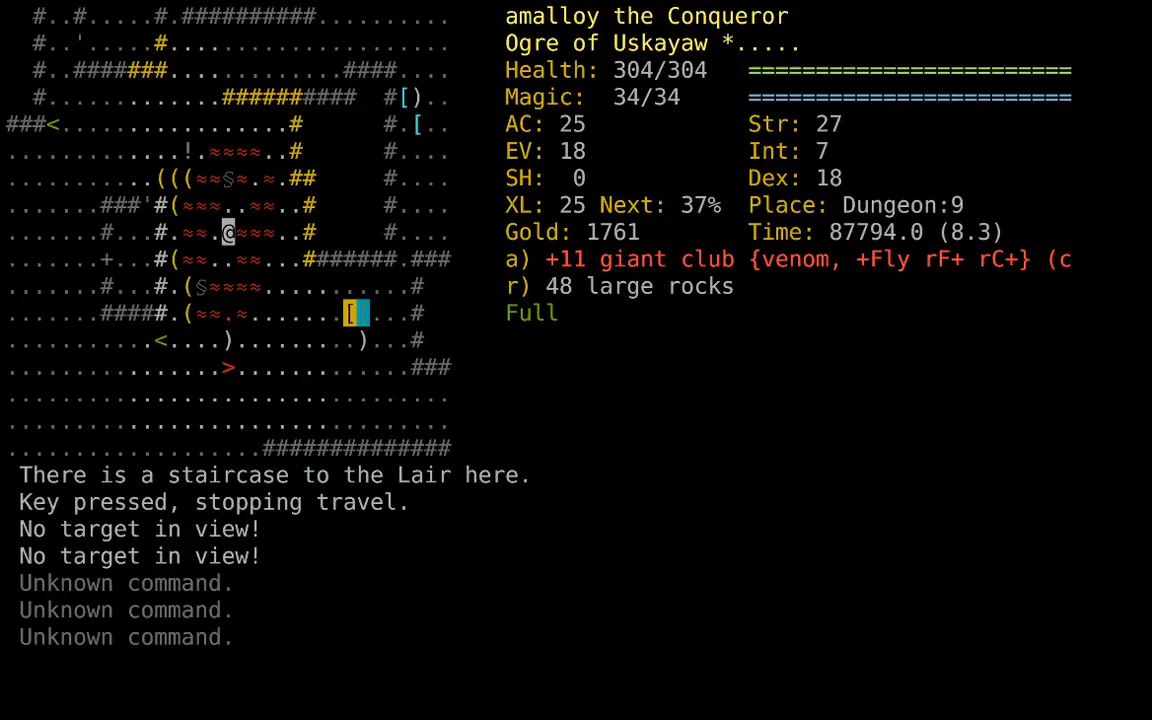 #..#.....#.##########..........
#..'.....#.....................
#..#######.............####....
#............##########  #[)..
###<.................#      #.[..
.............!.≈≈≈≈..#      #....
...........(((≈≈§≈.≈.##     #....
.......###'#(≈≈≈..≈≈..#     #....
.......#...#.≈≈.@≈≈≈..#     #....
.......+...#(≈≈..≈≈...#######.###
.......#...#.(§≈≈≈≈...........#
.......#####.(≈≈.≈.......[ ...#
...........<....).........)...#
................>.............###
.................................
.................................
...................##############
amalloy the Conqueror
Ogre of Uskayaw *.....
Health: 304/304 ========================
Magic: 34/34 ========================
AC: 25 Str: 27
EV: 18 Int: 7
SH: 0 Dex: 18
XL: 25 Next: 37% Place: Dungeon:9
Gold: 1761 Time: 87794.0 (8.3)
a) +11 giant club {venom, +Fly rF+ rC+} (c
r) 48 large rocks
Full
There is a staircase to the Lair here.
Key pressed, stopping travel.
No target in view!
No target in view!
Unknown command.
Unknown command.
Unknown command.